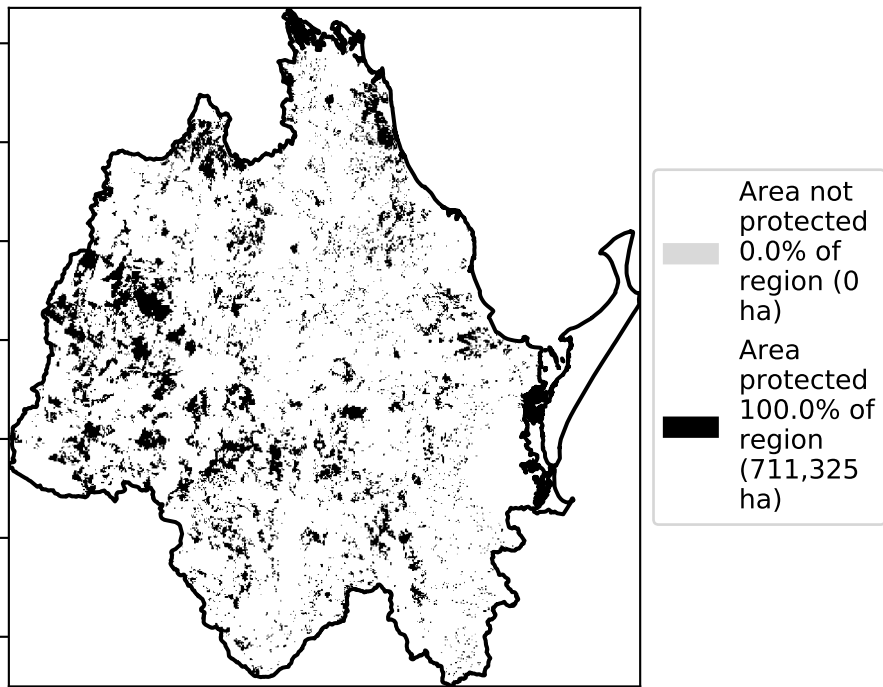 Area not
protected
0.0% of
region (0
ha)
Area
protected
100.0% of
region
(711,325
ha)